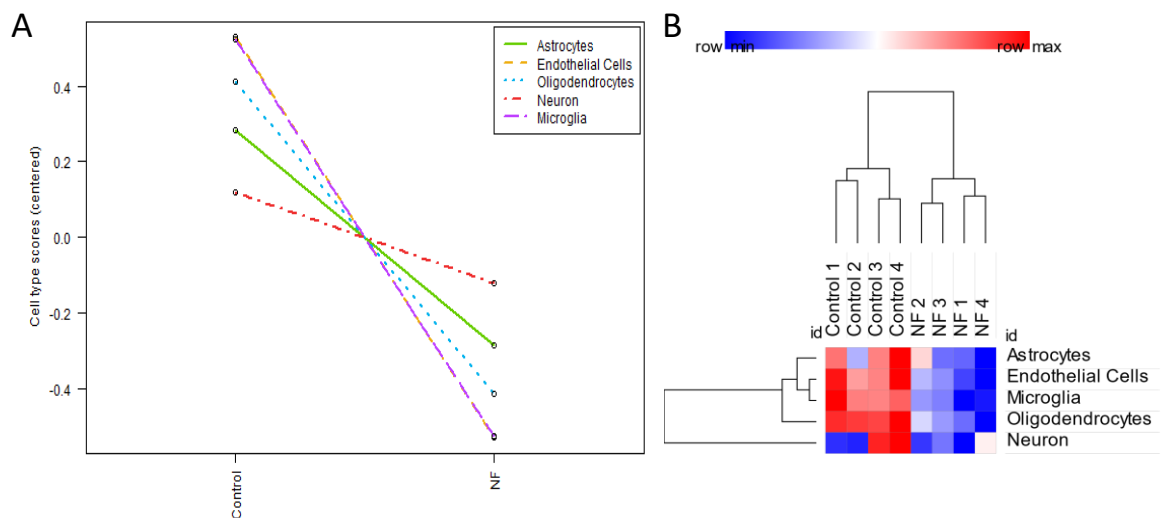 A
Cell type scores (centered)
0.4
0.2
0.0
-0.2
-0.4
Control
NF
Astrocytes
Endothelial Cells
Oligodendrocytes
Neuron
Microglia
B
row min row max
id
Control 1
Control 2
Control 3
Control 4
NF 2
NF 3
NF 1
NF 4
id
Astrocytes
Endothelial Cells
Microglia
Oligodendrocytes
Neuron